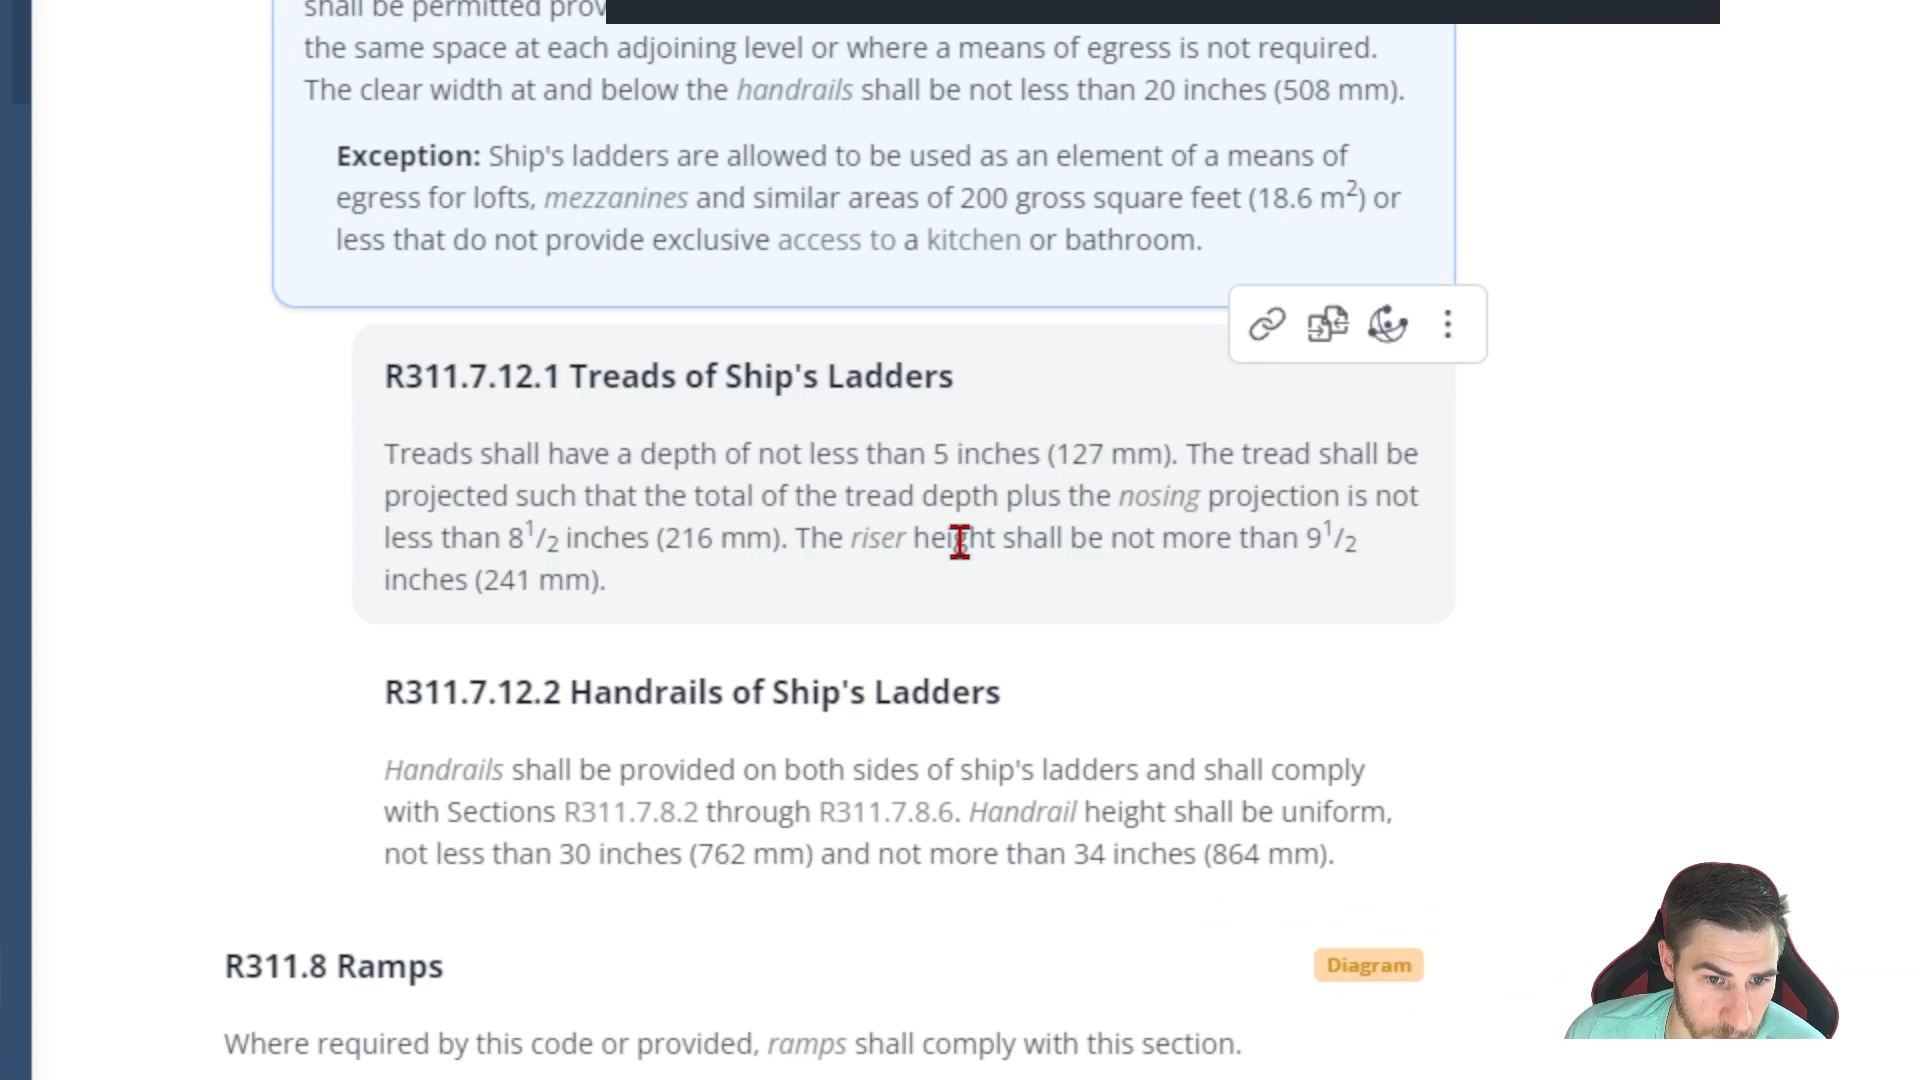 shall be permitted prov
the same space at each adjoining level or where a means of egress is not required.
The clear width at and below the handrails shall be not less than 20 inches (508 mm).
Exception: Ship's ladders are allowed to be used as an element of a means of
egress for lofts, mezzanines and similar areas of 200 gross square feet (18.6 m²) or
less that do not provide exclusive access to a kitchen or bathroom.
R311.7.12.1 Treads of Ship's Ladders
Treads shall have a depth of not less than 5 inches (127 mm). The tread shall be
projected such that the total of the tread depth plus the nosing projection is not
less than 8¹/₂ inches (216 mm). The riser height shall be not more than 9¹/₂
inches (241 mm).
R311.7.12.2 Handrails of Ship's Ladders
Handrails shall be provided on both sides of ship's ladders and shall comply
with Sections R311.7.8.2 through R311.7.8.6. Handrail height shall be uniform,
not less than 30 inches (762 mm) and not more than 34 inches (864 mm).
R311.8 Ramps
Diagram
Where required by this code or provided, ramps shall comply with this section.